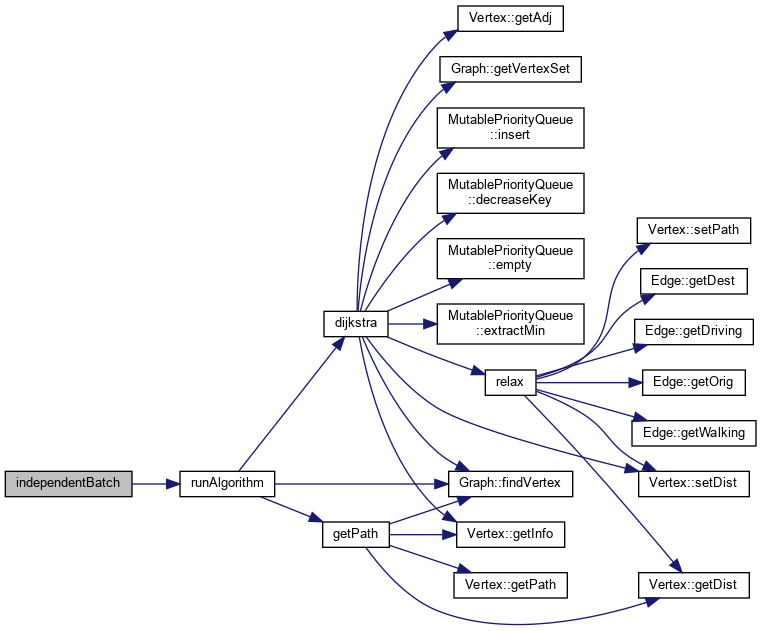 Vertex::getAdj
Graph::getVertexSet
MutablePriorityQueue
::insert
MutablePriorityQueue
::decreaseKey
MutablePriorityQueue
::empty
MutablePriorityQueue
::extractMin
dijkstra
relax
Vertex::setPath
Edge::getDest
Edge::getDriving
Edge::getOrig
Edge::getWalking
Vertex::setDist
independentBatch
runAlgorithm
Graph::findVertex
getPath
Vertex::getInfo
Vertex::getPath
Vertex::getDist